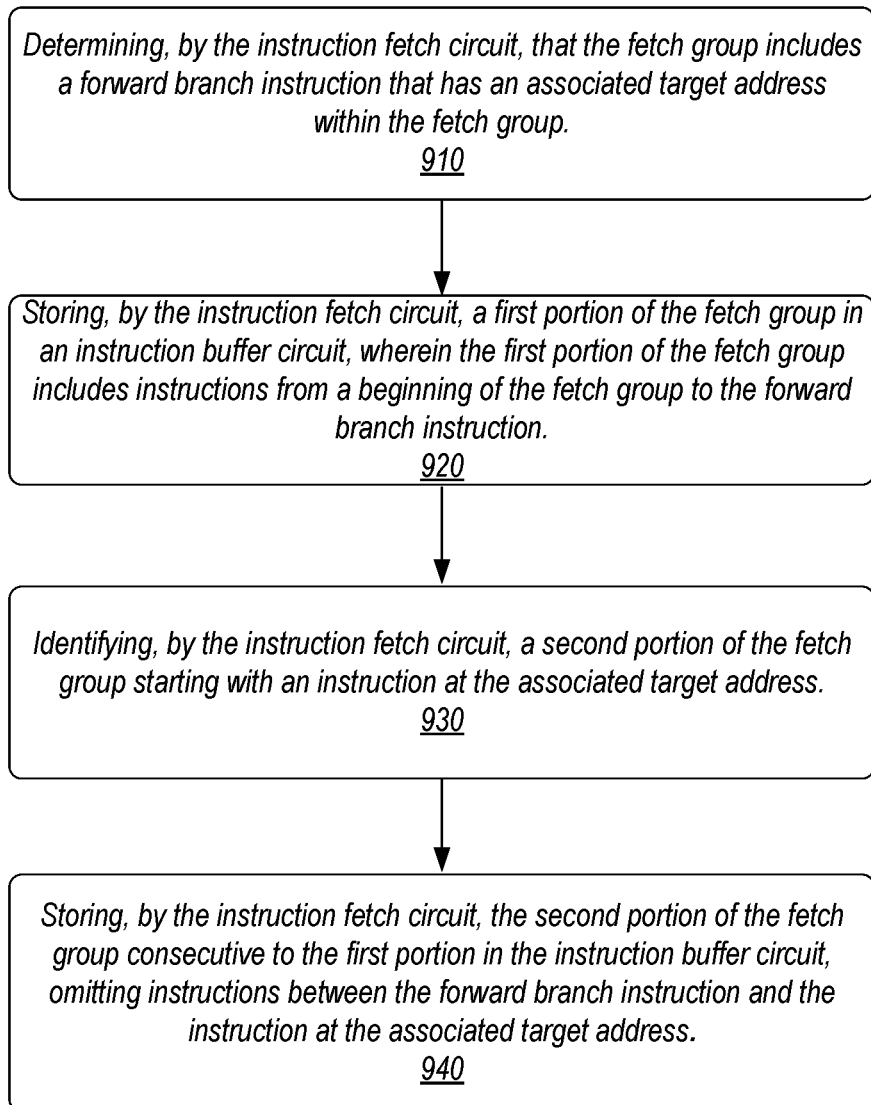 Determining, by the instruction fetch circuit, that the fetch group includes
a forward branch instruction that has an associated target address
within the fetch group.
910
Storing, by the instruction fetch circuit, a first portion of the fetch group in
an instruction buffer circuit, wherein the first portion of the fetch group
includes instructions from a beginning of the fetch group to the forward
branch instruction.
920
Identifying, by the instruction fetch circuit, a second portion of the fetch
group starting with an instruction at the associated target address.
930
Storing, by the instruction fetch circuit, the second portion of the fetch
group consecutive to the first portion in the instruction buffer circuit,
omitting instructions between the forward branch instruction and the
instruction at the associated target address.
940